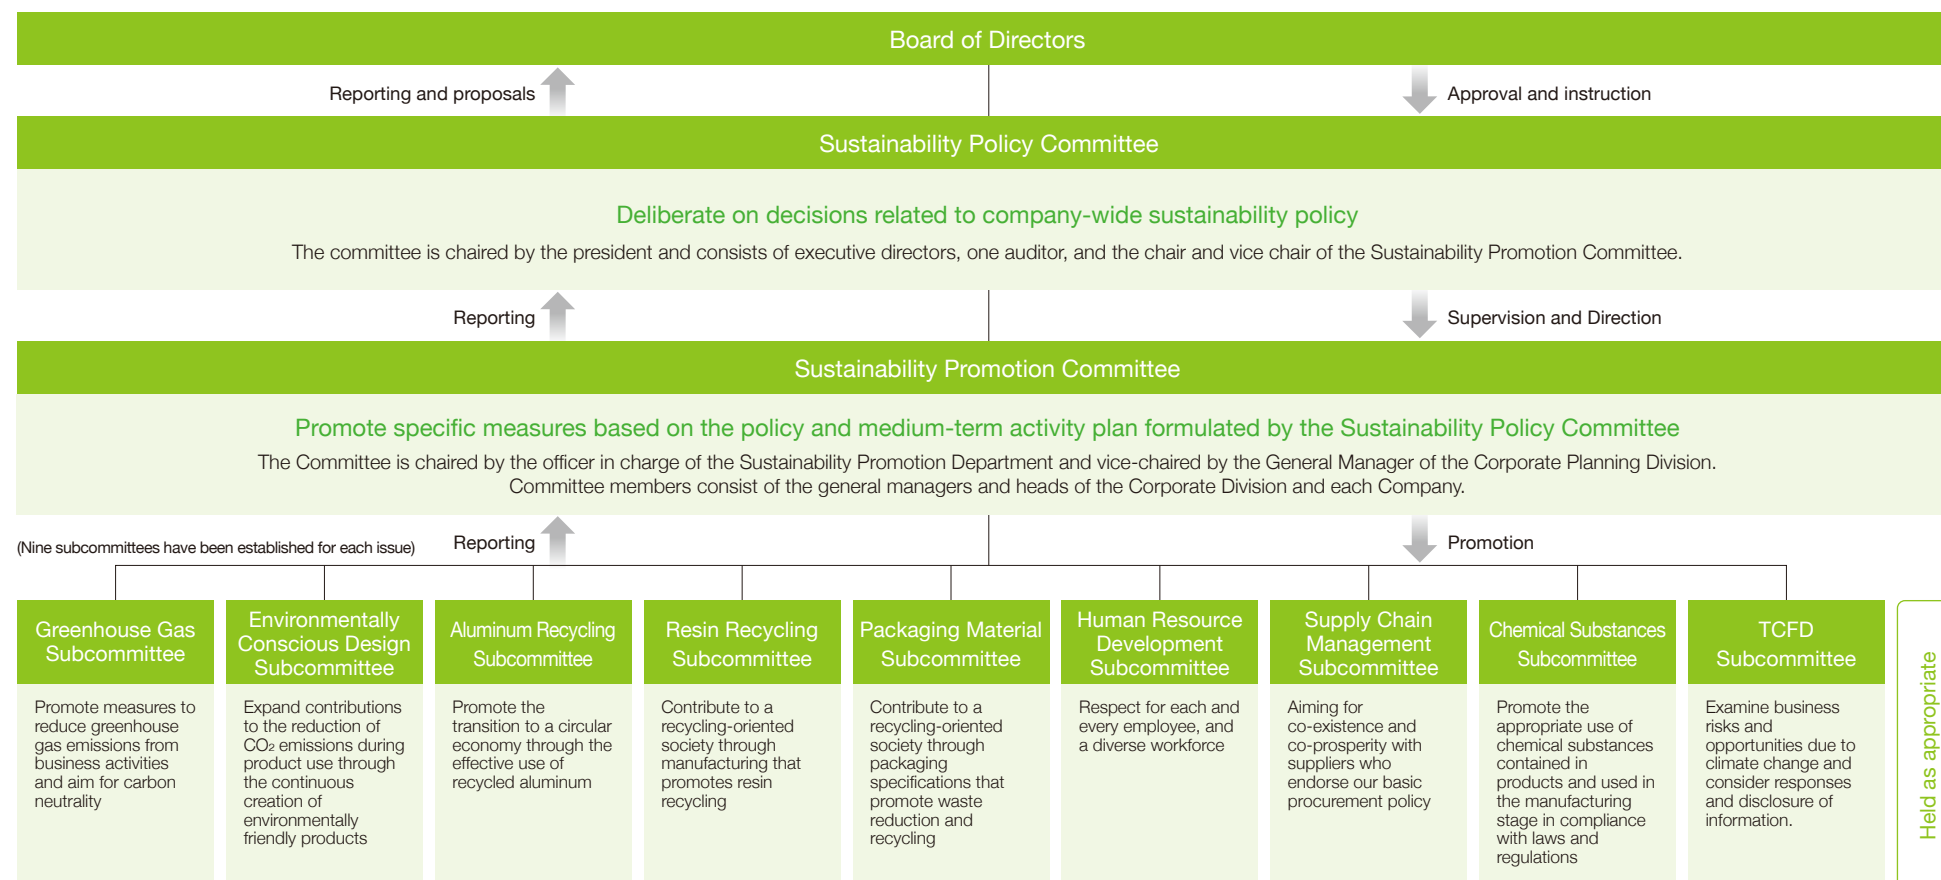 Board of Directors
Reporting and proposals
Approval and instruction
Sustainability Policy Committee
Deliberate on decisions related to company-wide sustainability policy
The committee is chaired by the president and consists of executive directors, one auditor, and the chair and vice chair of the Sustainability Promotion Committee.
Reporting
Supervision and Direction
Sustainability Promotion Committee
Promote specific measures based on the policy and medium-term activity plan formulated by the Sustainability Policy Committee
The Committee is chaired by the officer in charge of the Sustainability Promotion Department and vice-chaired by the General Manager of the Corporate Planning Division.
Committee members consist of the general managers and heads of the Corporate Division and each Company.
(Nine subcommittees have been established for each issue)
Reporting
Promotion
Greenhouse Gas
Subcommittee
Promote measures to
reduce greenhouse
gas emissions from
business activities
and aim for carbon
neutrality
Environmentally
Conscious Design
Subcommittee
Expand contributions
to the reduction of
CO₂ emissions during
product use through
the continuous
creation of
environmentally
friendly products
Aluminum Recycling
Subcommittee
Promote the
transition to a circular
economy through the
effective use of
recycled aluminum
Resin Recycling
Subcommittee
Contribute to a
recycling-oriented
society through
manufacturing that
promotes resin
recycling
Packaging Material
Subcommittee
Contribute to a
recycling-oriented
society through
packaging
specifications that
promote waste
reduction and
recycling
Human Resource
Development
Subcommittee
Respect for each and
every employee, and
a diverse workforce
Supply Chain
Management
Subcommittee
Aiming for
co-existence and
co-prosperity with
suppliers who
endorse our basic
procurement policy
Chemical Substances
Subcommittee
Promote the
appropriate use of
chemical substances
contained in
products and used in
the manufacturing
stage in compliance
with laws and
regulations
TCFD
Subcommittee
Examine business
risks and
opportunities due to
climate change and
consider responses
and disclosure of
information.
Held as appropriate